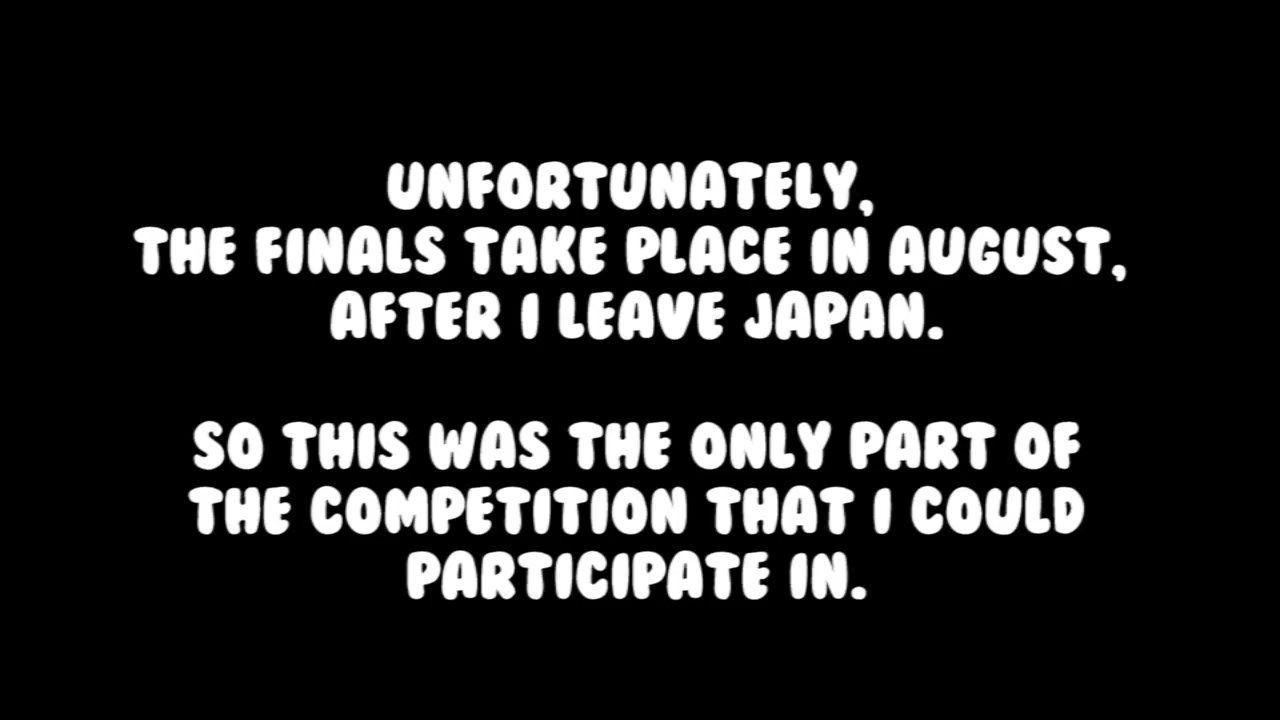 UNFORTUNATELY,
THE FINALS TAKE PLACE IN AUGUST,
AFTER I LEAVE JAPAN.
SO THIS WAS THE ONLY PART OF
THE COMPETITION THAT I COULD
PARTICIPATE IN.